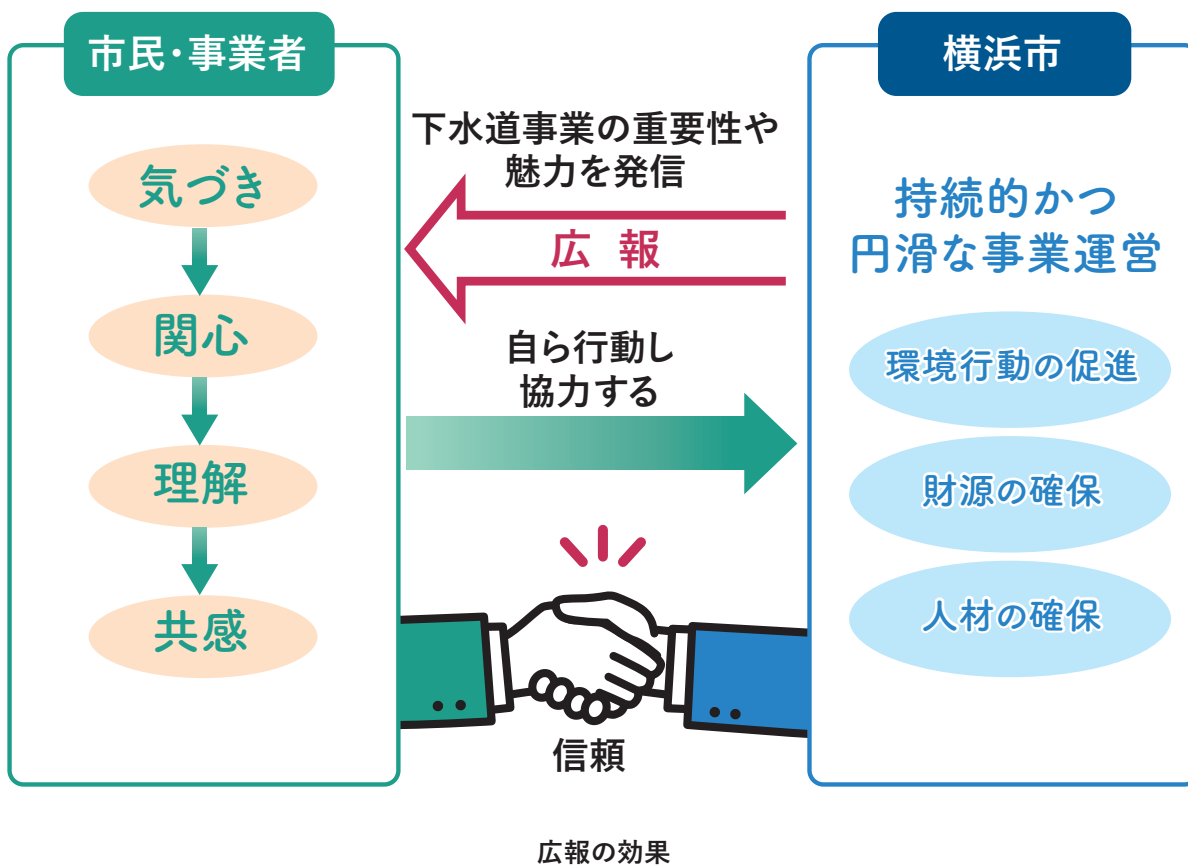 市民・事業者
気づき
関心
理解
共感
下水道事業の重要性や
魅力を発信
広 報
自ら行動し
協力する
信頼
横浜市
持続的かつ
円滑な事業運営
環境行動の促進
財源の確保
人材の確保
広報の効果